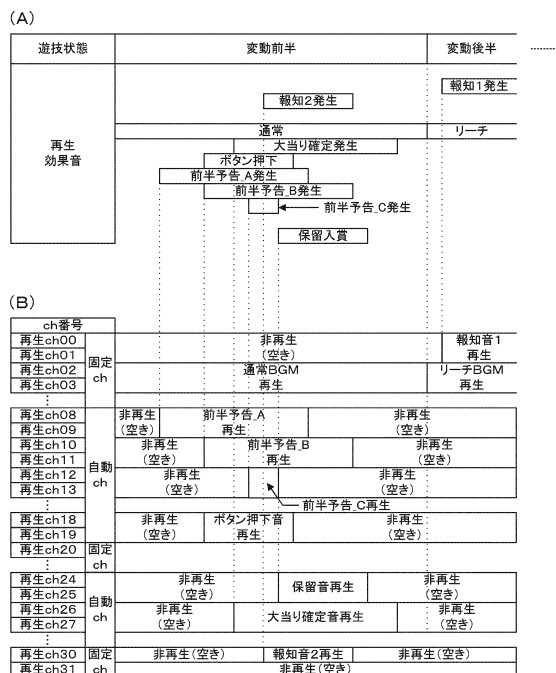 (A)
遊技状態 変動前半 変動後半
再生
効果音
報知1発生
報知2発生
通常 リーチ
大当り確定発生
ボタン押下
前半予告_A発生
前半予告_B発生
前半予告_C発生
保留入賞
(B)
ch番号
再生ch00 固定ch 非再生(空き) 報知音1再生
再生ch01
再生ch02 通常BGM再生 リーチBGM再生
再生ch03
⋮
再生ch08 自動ch 非再生(空き) 前半予告_A再生 非再生(空き)
再生ch09
再生ch10 非再生(空き) 前半予告_B再生 非再生(空き)
再生ch11
再生ch12 非再生(空き) 非再生(空き)
再生ch13
前半予告_C再生
⋮
再生ch18 非再生(空き) ボタン押下音再生 非再生(空き)
再生ch19
再生ch20 固定ch
⋮
再生ch24 自動ch 非再生(空き) 保留音再生 非再生(空き)
再生ch25
再生ch26 非再生(空き) 大当り確定音再生 非再生(空き)
再生ch27
⋮
再生ch30 固定ch 非再生(空き) 報知音2再生 非再生(空き)
再生ch31 非再生(空き)